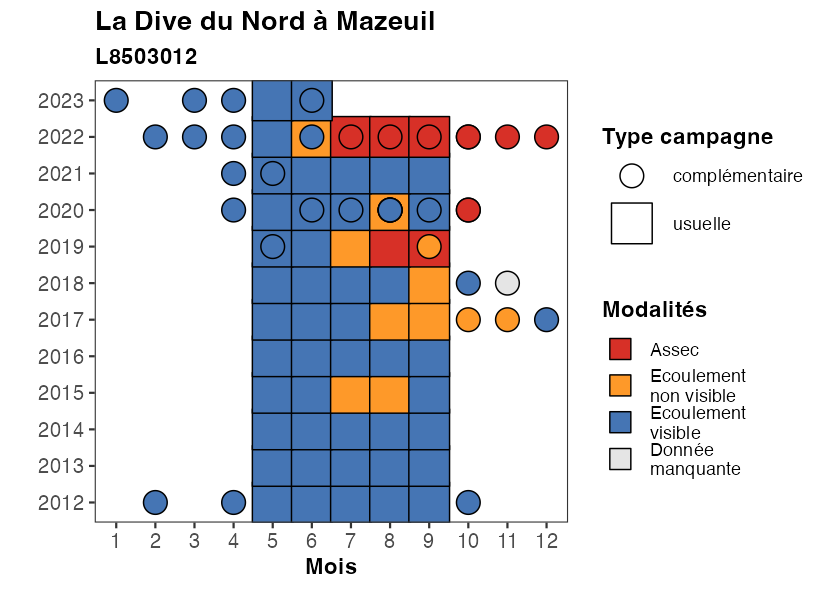 La Dive du Nord à Mazeuil
L8503012
2023
2022
2021
2020
2019
2018
2017
2016
2015
2014
2013
2012
1 2 3 4 5 6 7 8 9 10 11 12
Mois
Type campagne
complémentaire
usuelle
Modalités
Assec
Ecoulement
non visible
Ecoulement
visible
Donnée
manquante